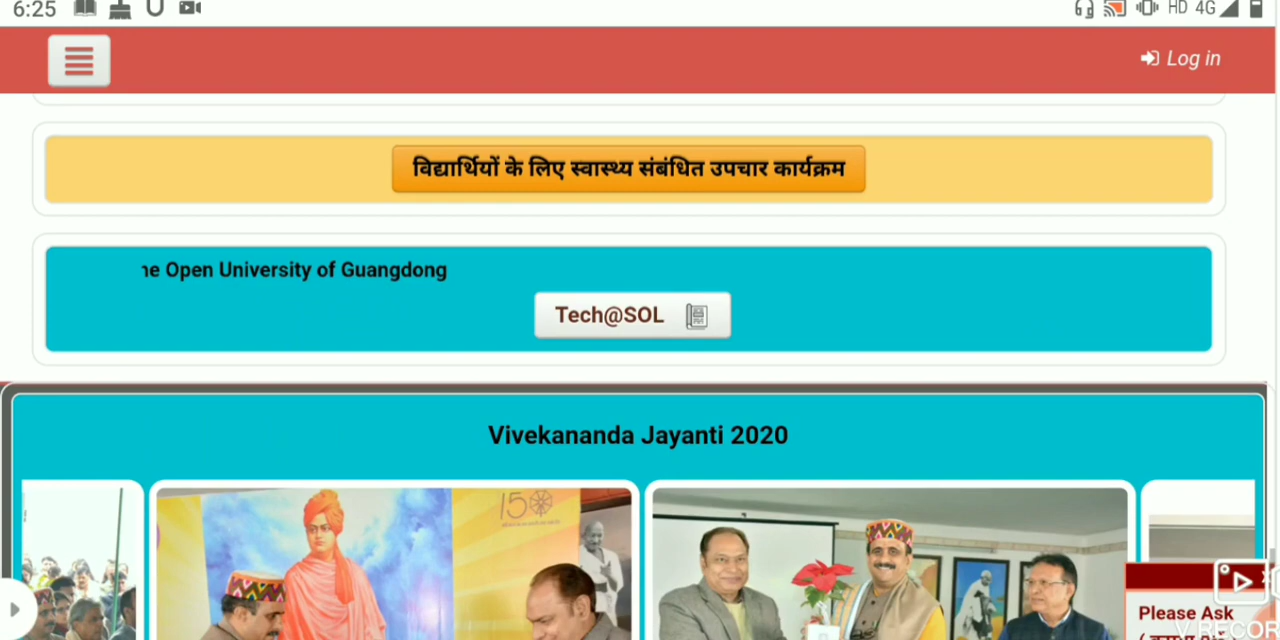 6:25
HD 4G
Log in
विद्यार्थियों के लिए स्वास्थ्य संबंधित उपचार कार्यक्रम
Open University of Guangdong
Tech@SOL
Vivekananda Jayanti 2020
150
Please Ask